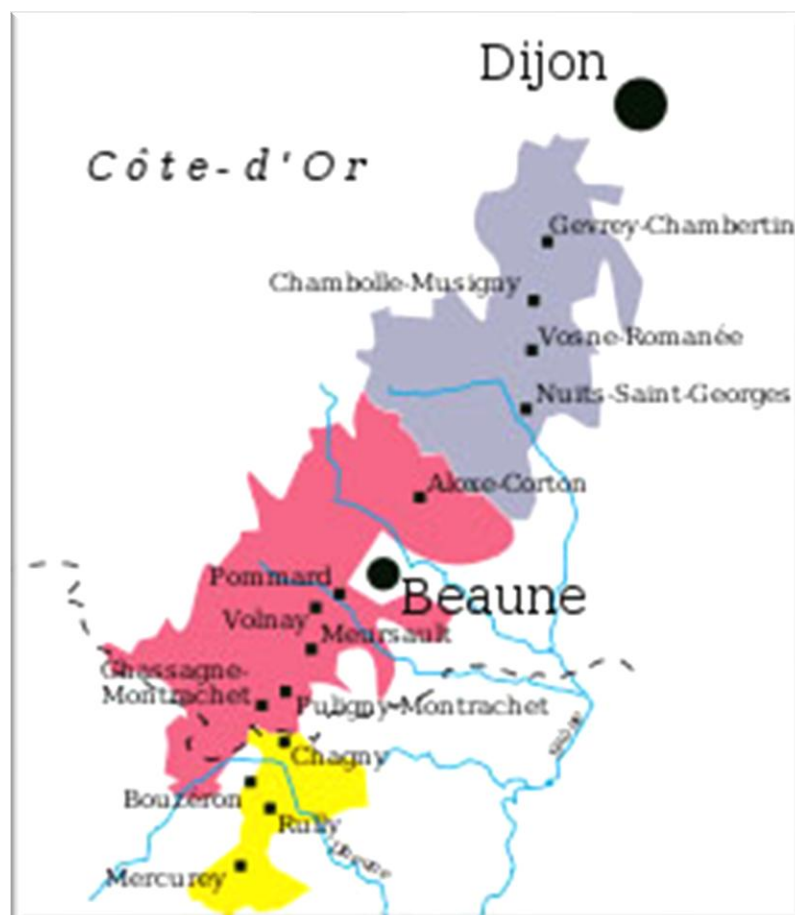 Dijon
Côte-d'Or
Gevrey-Chambertin
Chambolle-Musigny
Vosne-Romanée
Nuits-Saint-Georges
Aloxe-Corton
Pommard
Beaune
Volnay
Meursault
Chassagne-
Montrachet
Puligny-Montrachet
Chagny
Bouzeron
Rully
Mercurey